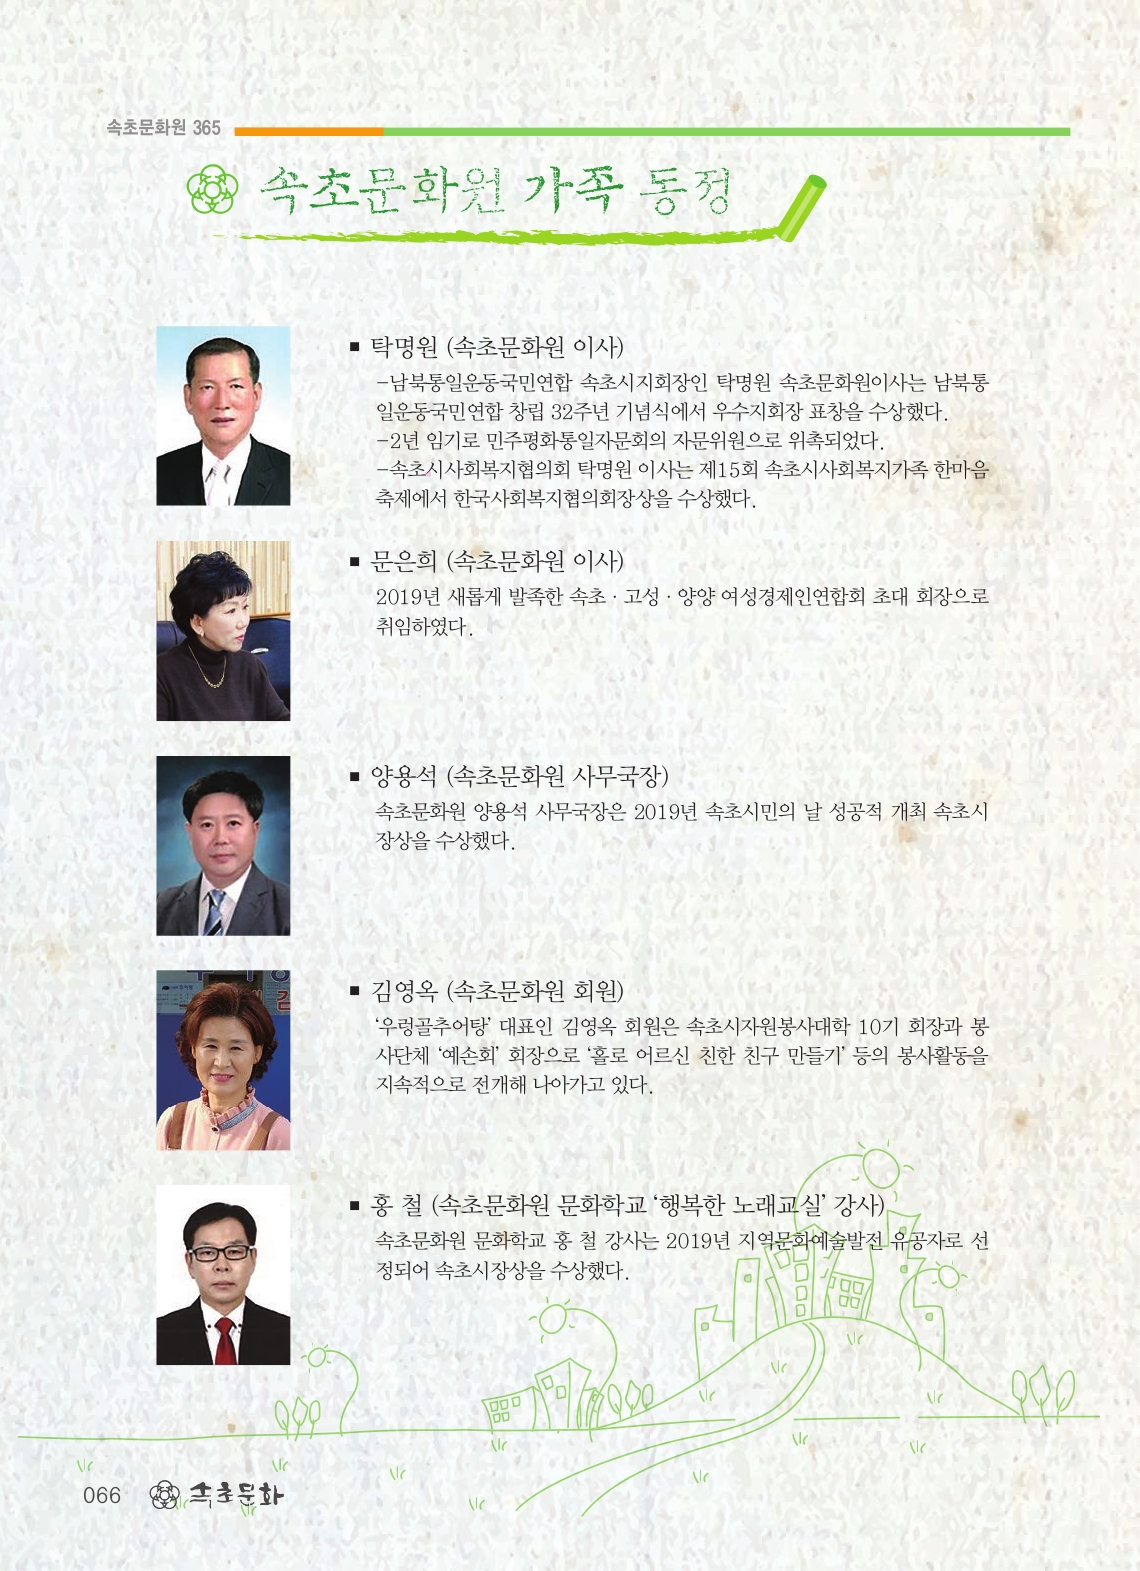 속초문화원 365
속초문화원 가족 동정
▪ 탁명원 (속초문화원 이사)
-남북통일운동국민연합 속초시지회장인 탁명원 속초문화원이사는 남북통
일운동국민연합 창립 32주년 기념식에서 우수지회장 표창을 수상했다.
-2년 임기로 민주평화통일자문회의 자문위원으로 위촉되었다.
-속초시사회복지협의회 탁명원 이사는 제15회 속초시사회복지가족 한마음
축제에서 한국사회복지협의회장상을 수상했다.
▪ 문은희 (속초문화원 이사)
2019년 새롭게 발족한 속초 · 고성 · 양양 여성경제인연합회 초대 회장으로
취임하였다.
▪ 양용석 (속초문화원 사무국장)
속초문화원 양용석 사무국장은 2019년 속초시민의 날 성공적 개최 속초시
장상을 수상했다.
▪ 김영옥 (속초문화원 회원)
‘우렁골추어탕’ 대표인 김영옥 회원은 속초시자원봉사대학 10기 회장과 봉
사단체 ‘예손회’ 회장으로 ‘홀로 어르신 친한 친구 만들기’ 등의 봉사활동을
지속적으로 전개해 나아가고 있다.
▪ 홍 철 (속초문화원 문화학교 ‘행복한 노래교실’ 강사)
속초문화원 문화학교 홍 철 강사는 2019년 지역문화예술발전 유공자로 선
정되어 속초시장상을 수상했다.
066 속초문화